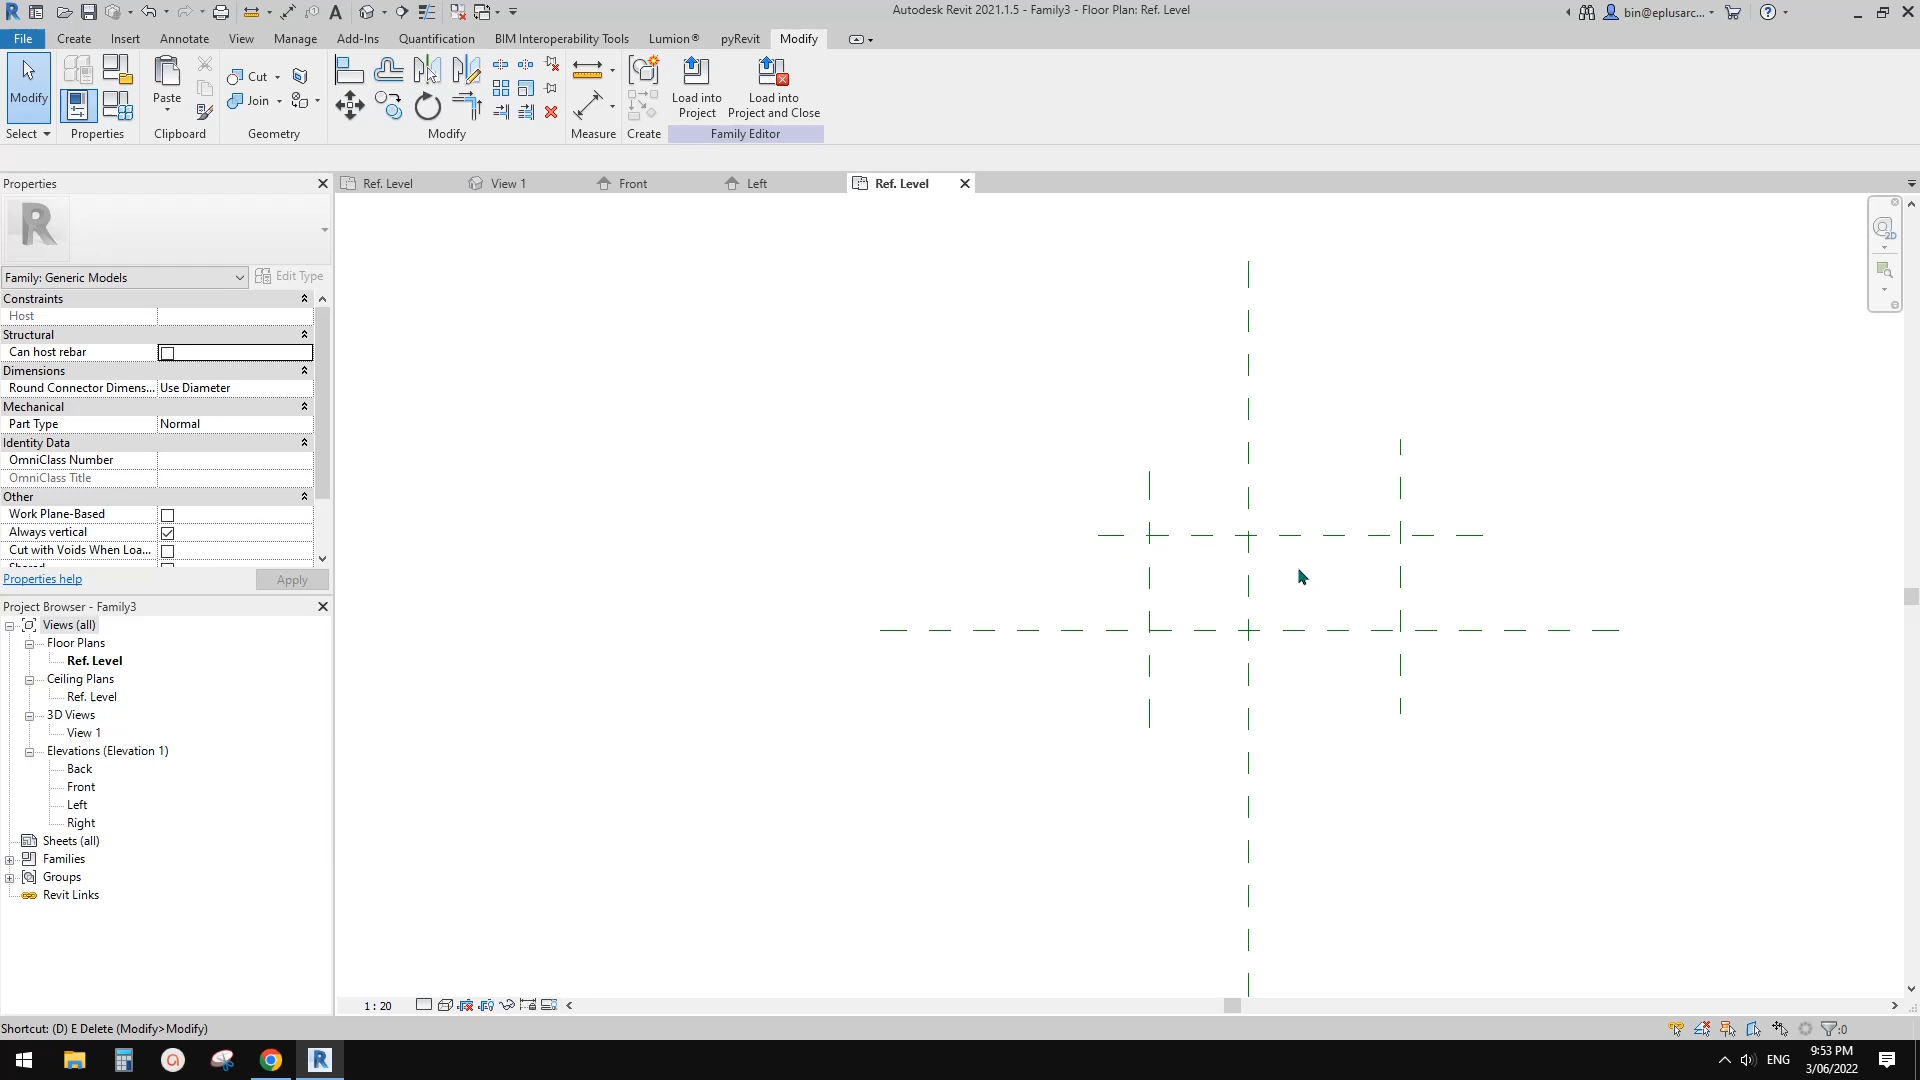 Autodesk Revit 2021.1.5 - Family3 - Floor Plan: Ref. Level
bin@eplusarc...
File Create Insert Annotate View Manage Add-Ins Quantification BIM Interoperability Tools Lumion® pyRevit Modify
Modify
Paste
Cut
Join
Load into
Project
Load into
Project and Close
Select Properties Clipboard Geometry Modify Measure Create Family Editor
Properties
Ref. Level View 1 Front Left Ref. Level
2D
Family: Generic Models Edit Type
Constraints
Host
Structural
Can host rebar
Dimensions
Round Connector Dimens... Use Diameter
Mechanical
Part Type Normal
Identity Data
OmniClass Number
OmniClass Title
Other
Work Plane-Based
Always vertical
Cut with Voids When Loa...
Shared
Properties help Apply
Project Browser - Family3
Views (all)
Floor Plans
Ref. Level
Ceiling Plans
Ref. Level
3D Views
View 1
Elevations (Elevation 1)
Back
Front
Left
Right
Sheets (all)
Families
Groups
Revit Links
1 : 20
Shortcut: (D) E Delete (Modify>Modify)
:0
ENG
9:53 PM
3/06/2022